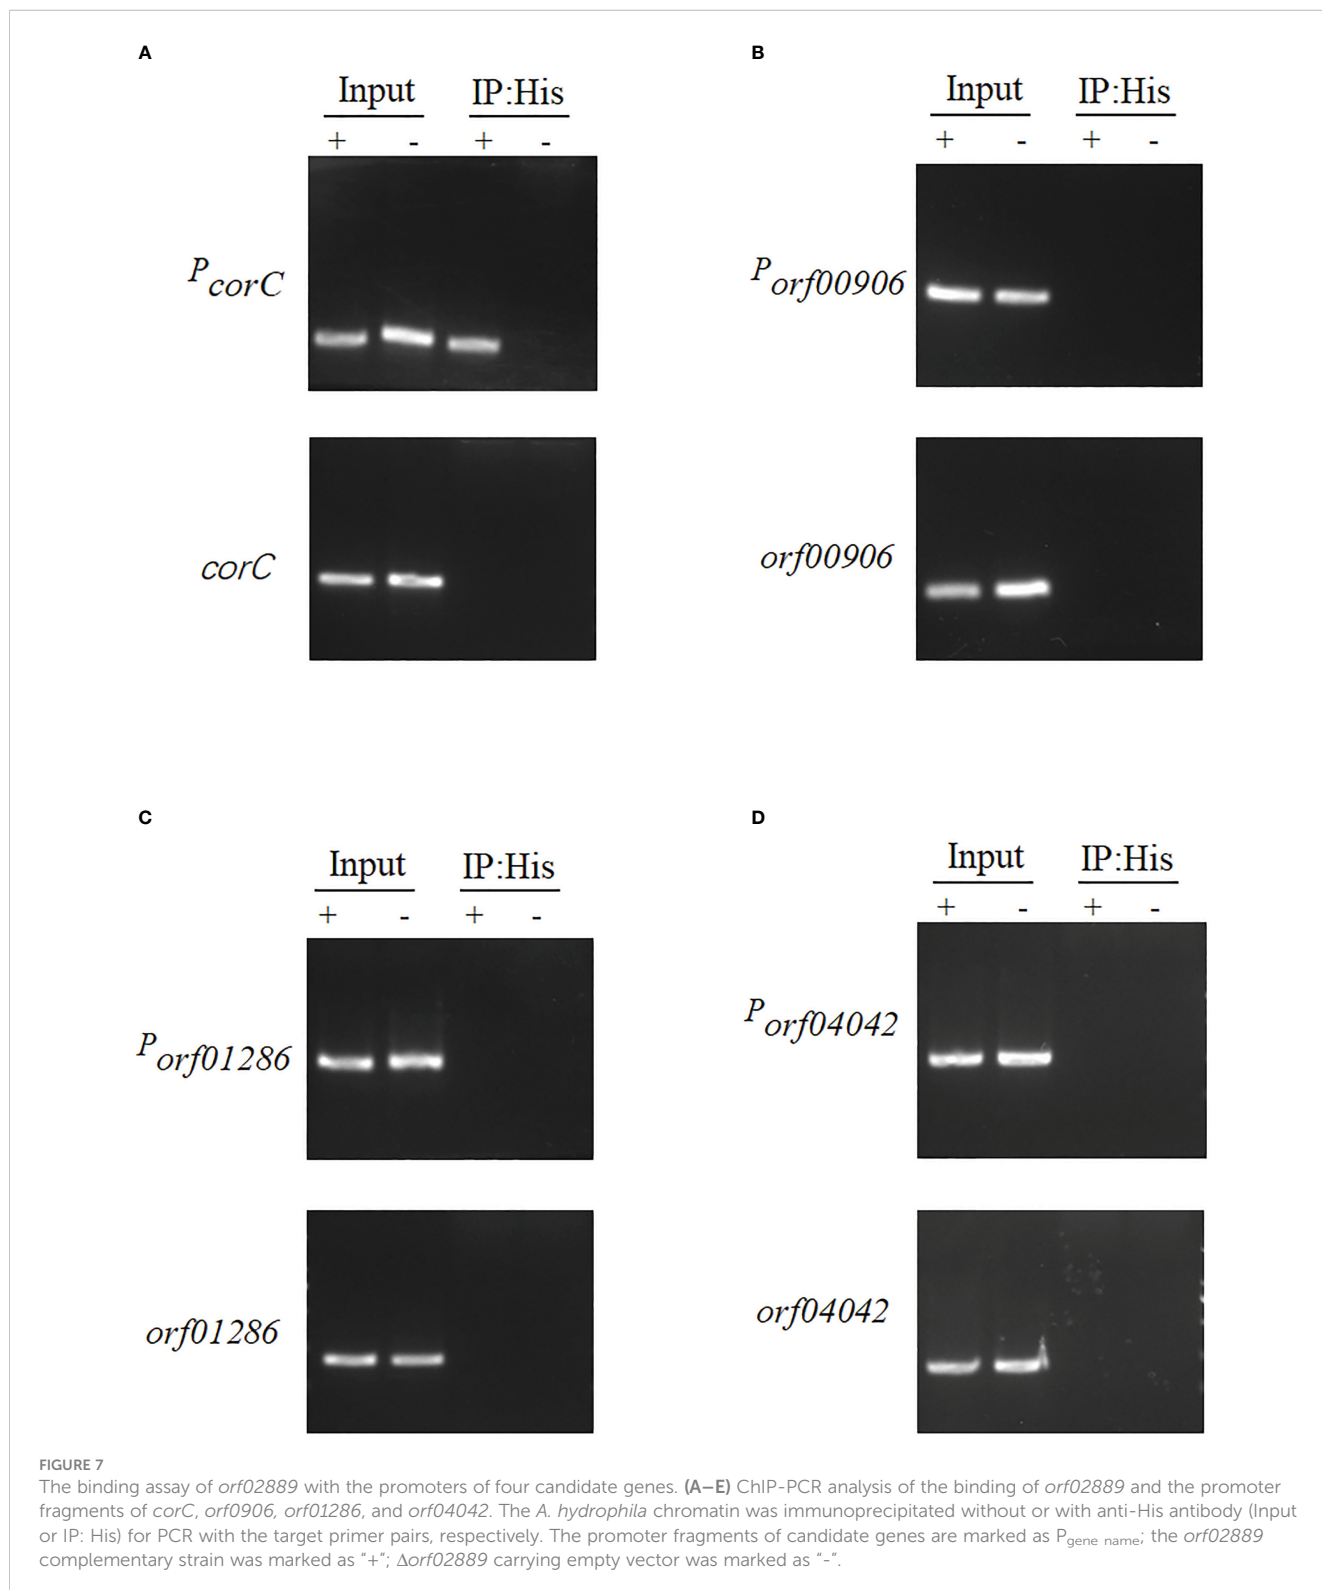 A
Input IP:His
+ - + -
PcorC
corC
B
Input IP:His
+ - + -
Porf00906
orf00906
C
Input IP:His
+ - + -
Porf01286
orf01286
D
Input IP:His
+ - + -
Porf04042
orf04042
FIGURE 7
The binding assay of orf02889 with the promoters of four candidate genes. (A–E) ChIP-PCR analysis of the binding of orf02889 and the promoter
fragments of corC, orf0906, orf01286, and orf04042. The A. hydrophila chromatin was immunoprecipitated without or with anti-His antibody (Input
or IP: His) for PCR with the target primer pairs, respectively. The promoter fragments of candidate genes are marked as Pgene name; the orf02889
complementary strain was marked as “+”; Δorf02889 carrying empty vector was marked as “-”.